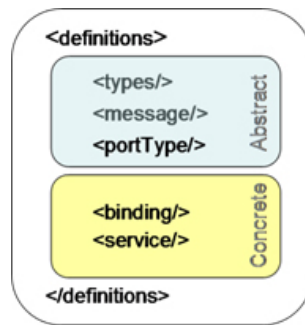 <definitions>
<types/>
<message/>
<portType/>
Abstract
<binding/>
<service/>
Concrete
</definitions>